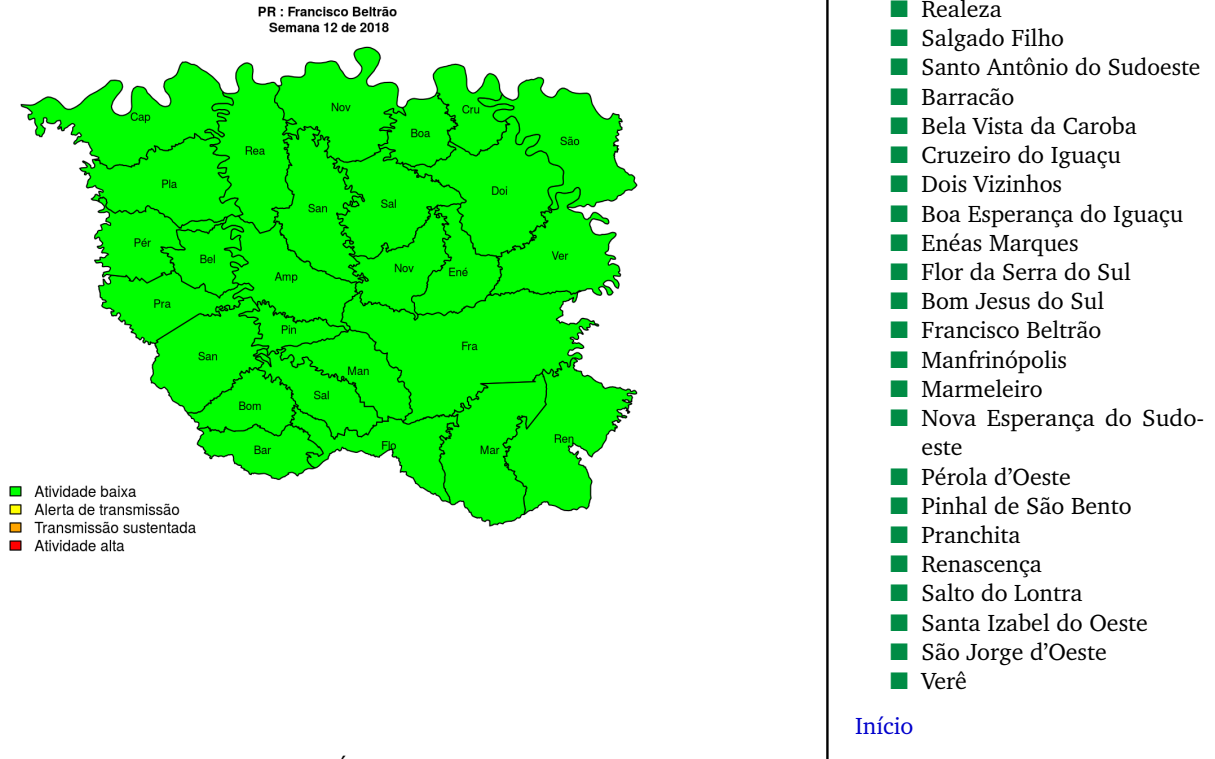 PR : Francisco Beltrão
Semana 12 de 2018
Cap
Nov
Boa
Cru
São
Rea
Pla
San
Sal
Doi
Pér
Bel
Amp
Nov
Ené
Ver
Pra
Pin
Fra
San
Man
Sal
Bom
Bar
Flo
Mar
Ren
Atividade baixa
Alerta de transmissão
Transmissão sustentada
Atividade alta
Realeza
Salgado Filho
Santo Antônio do Sudoeste
Barracão
Bela Vista da Caroba
Cruzeiro do Iguaçu
Dois Vizinhos
Boa Esperança do Iguaçu
Enéas Marques
Flor da Serra do Sul
Bom Jesus do Sul
Francisco Beltrão
Manfrinópolis
Marmeleiro
Nova Esperança do Sudo-
este
Pérola d’Oeste
Pinhal de São Bento
Pranchita
Renascença
Salto do Lontra
Santa Izabel do Oeste
São Jorge d’Oeste
Verê
Início